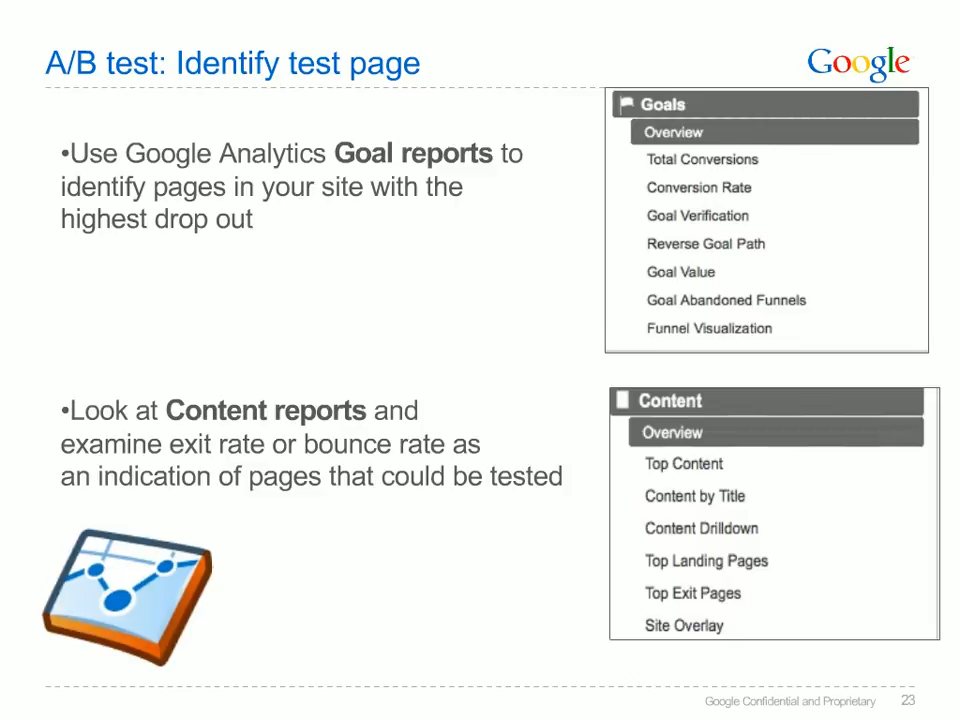 A/B test: Identify test page
Google
•Use Google Analytics Goal reports to
identify pages in your site with the
highest drop out
Goals
Overview
Total Conversions
Conversion Rate
Goal Verification
Reverse Goal Path
Goal Value
Goal Abandoned Funnels
Funnel Visualization
•Look at Content reports and
examine exit rate or bounce rate as
an indication of pages that could be tested
Content
Overview
Top Content
Content by Title
Content Drilldown
Top Landing Pages
Top Exit Pages
Site Overlay
Google Confidential and Proprietary 23